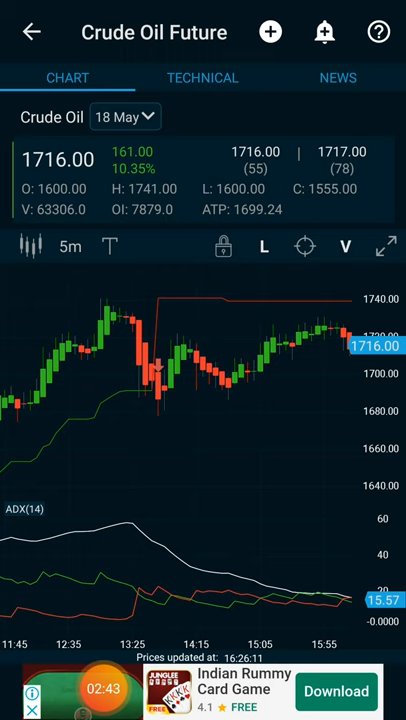 Crude Oil Future
CHART TECHNICAL NEWS
Crude Oil 18 May
1716.00 161.00 1716.00 | 1717.00
10.35% (55) (78)
O: 1600.00 H: 1741.00 L: 1600.00 C: 1555.00
V: 63306.0 OI: 7879.0 ATP: 1699.24
5m T L V
1740.00
1716.00
1700.00
1680.00
1660.00
1640.00
ADX(14)
60
40
15.57
-0.0000
11:45 12:35 13:25 14:15 15:05 15:55
Prices updated at: 16:26:11
02:43
JUNGLEE
FREE
Indian Rummy
Card Game
4.1 ★ FREE
Download